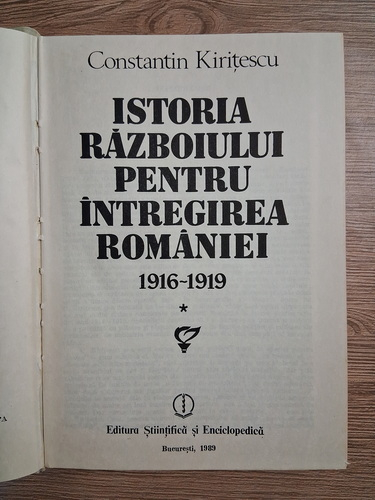 Constantin Kirițescu
ISTORIA
RĂZBOIULUI
PENTRU
ÎNTREGIREA
ROMÂNIEI
1916-1919
*
Editura Științifică și Enciclopedică
București, 1989